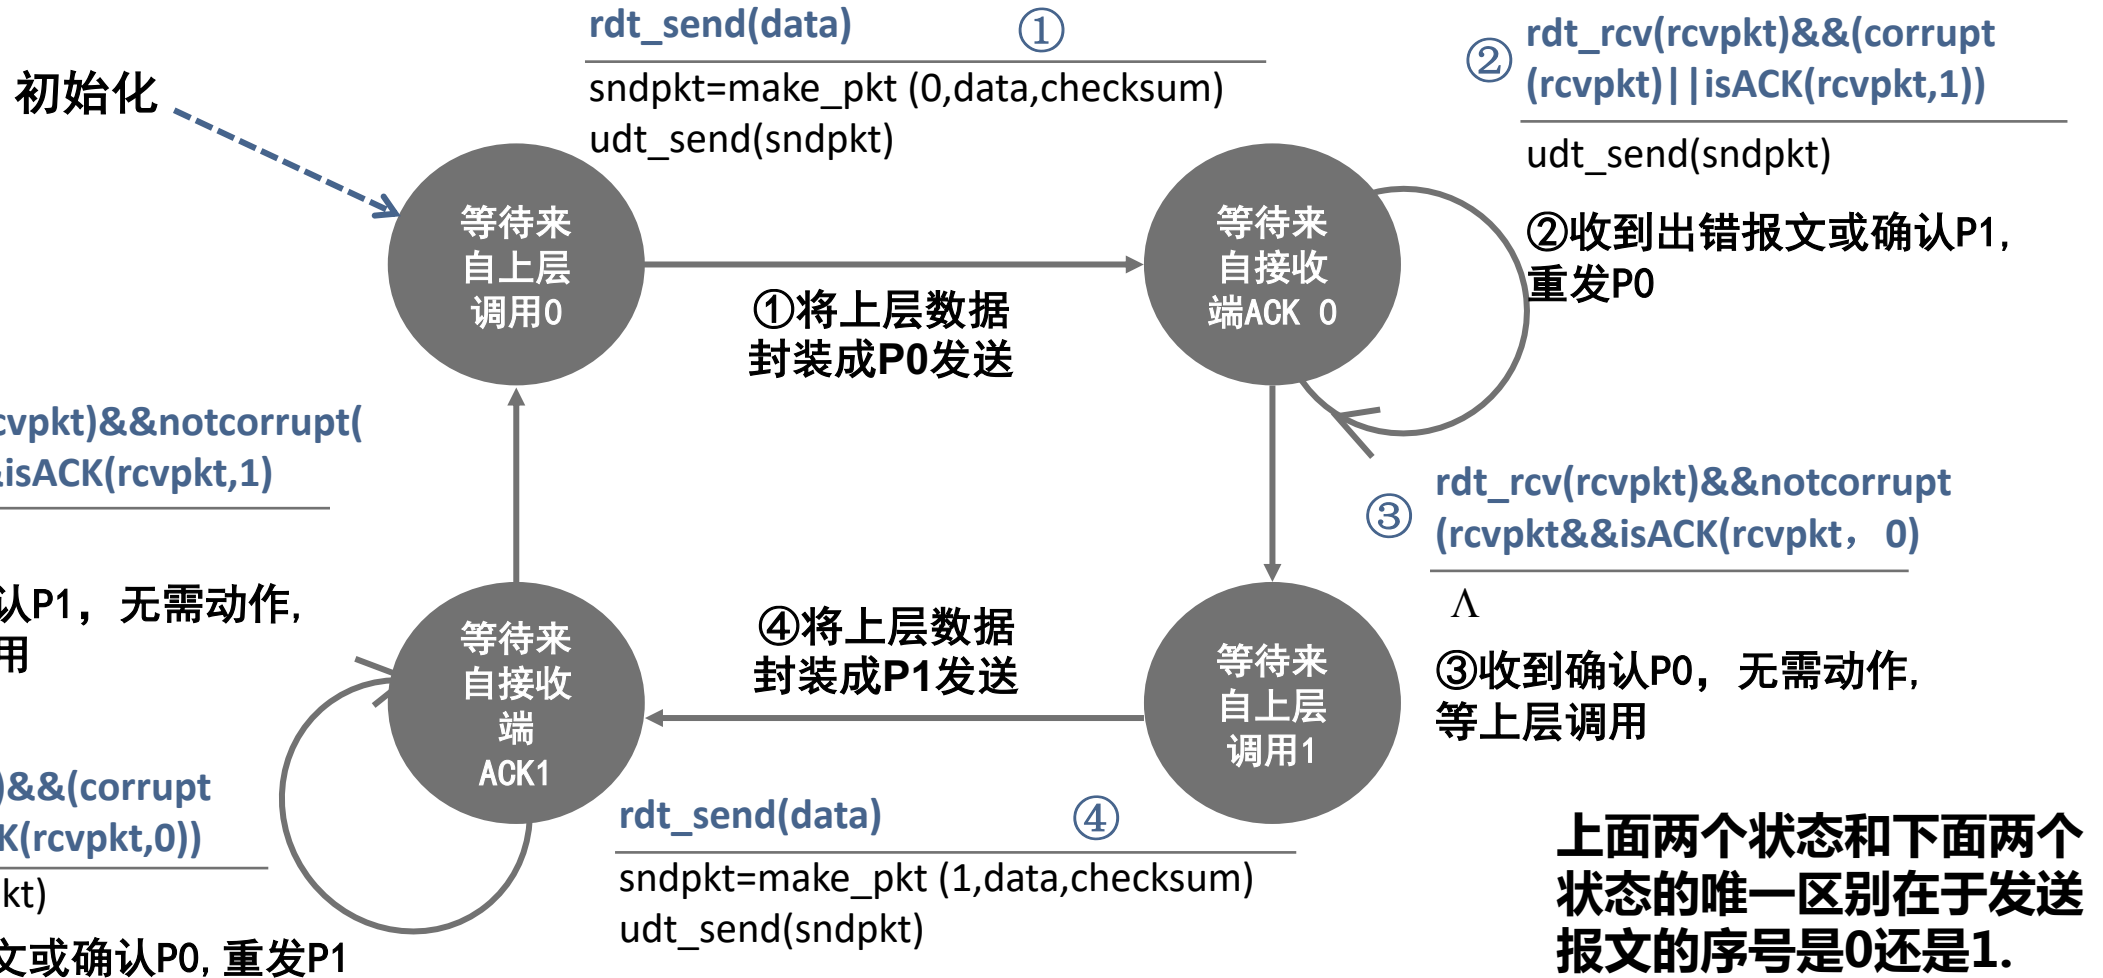 初始化
rdt_send(data) ①
sndpkt=make_pkt (0,data,checksum)
udt_send(sndpkt)
② rdt_rcv(rcvpkt)&&(corrupt
(rcvpkt)||isACK(rcvpkt,1))
udt_send(sndpkt)
②收到出错报文或确认P1,
重发P0
等待来
自上层
调用0
①将上层数据
封装成P0发送
等待来
自接收
端ACK 0
cvpkt)&&notcorrupt(
isACK(rcvpkt,1)
③ rdt_rcv(rcvpkt)&&notcorrupt
(rcvpkt&&isACK(rcvpkt，0)
Λ
③收到确认P0，无需动作,
等上层调用
认P1，无需动作,
用
等待来
自接收
端
ACK1
④将上层数据
封装成P1发送
等待来
自上层
调用1
)&&(corrupt
K(rcvpkt,0))
kt)
文或确认P0,重发P1
rdt_send(data) ④
sndpkt=make_pkt (1,data,checksum)
udt_send(sndpkt)
上面两个状态和下面两个
状态的唯一区别在于发送
报文的序号是0还是1.